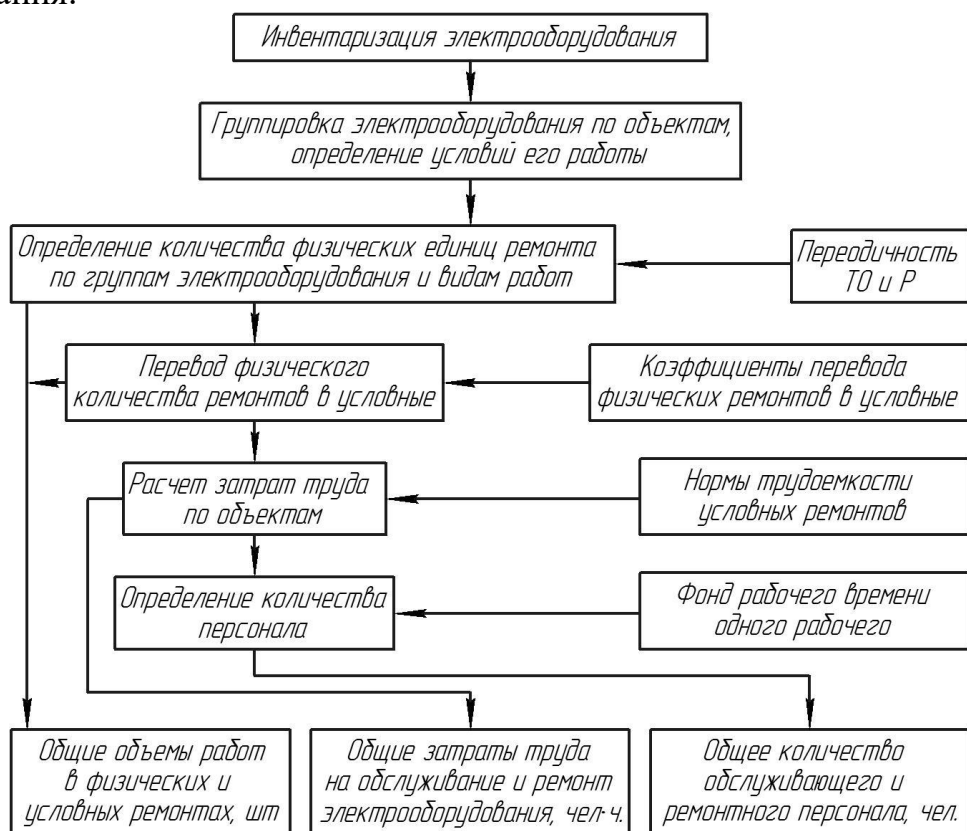 Инвентаризация электрооборудования
Группировка электрооборудования по объектам,
определение условий его работы
Определение количества физических единиц ремонта
по группам электрооборудования и видам работ
Переодичность
ТО и Р
Перевод физического
количества ремонтов в условные
Коэффициенты перевода
физических ремонтов в условные
Расчет затрат труда
по объектам
Нормы трудоемкости
условных ремонтов
Определение количества
персонала
Фонд рабочего времени
одного рабочего
Общие объемы работ
в физических и
условных ремонтах, шт
Общие затраты труда
на обслуживание и ремонт
электрооборудования, чел·ч.
Общее количество
обслуживающего и
ремонтного персонала, чел.